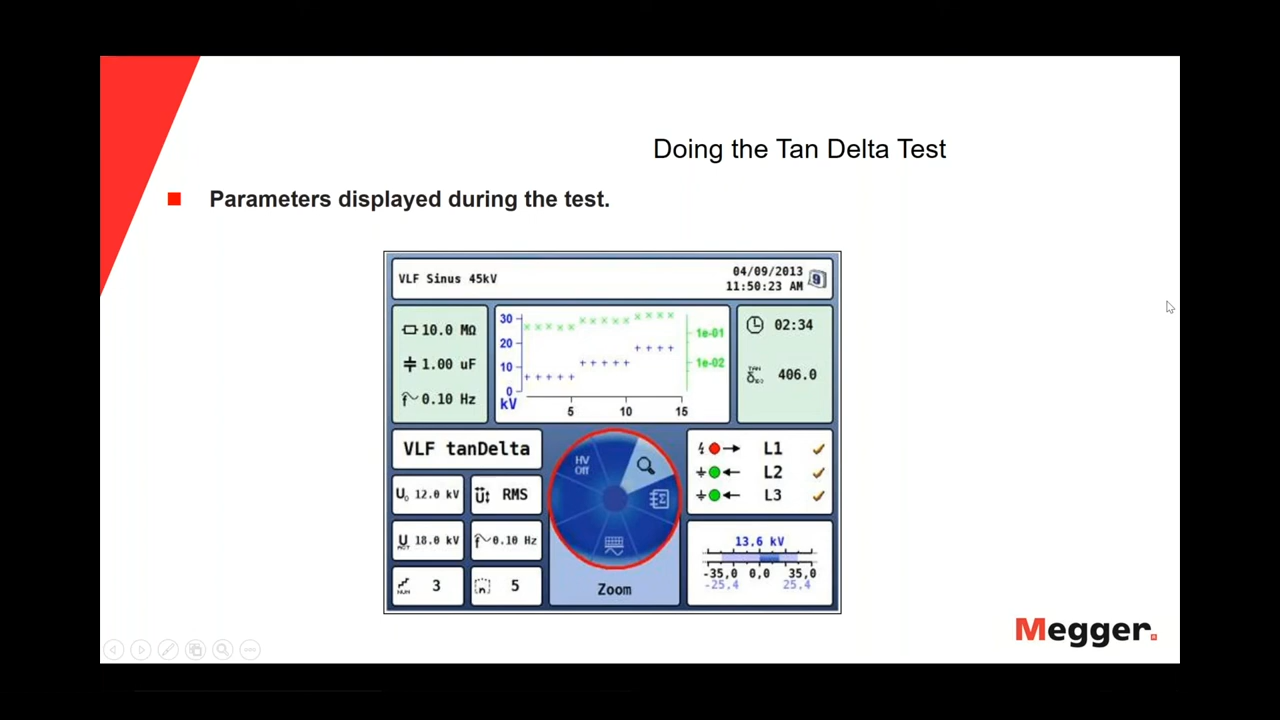 Doing the Tan Delta Test
Parameters displayed during the test.
VLF Sinus 45kV
04/09/2013
11:50:23 AM
9
10.0 MΩ
1.00 uF
0.10 Hz
30
20
10
0
kV
5
10
15
1e-01
1e-02
02:34
TAN
δ
406.0
VLF tanDelta
U₀ 12.0 kV
Û RMS
U 18.0 kV
0.10 Hz
NUM 3
n 5
HV
Off
Σ
Zoom
L1
L2
L3
13.6 kV
-35,0 0,0 35,0
-25,4 25,4
Megger.